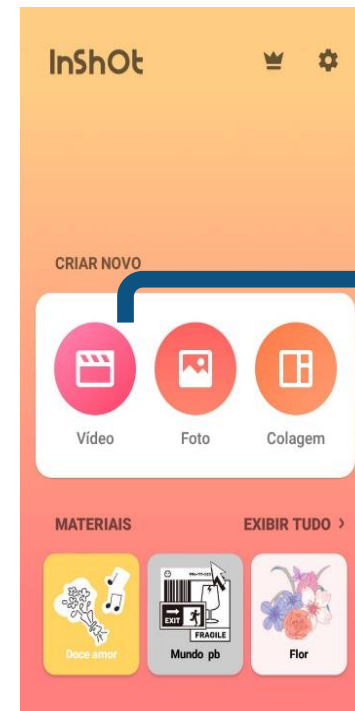 InShOt
CRIAR NOVO
Vídeo
Foto
Colagem
MATERIAIS
EXIBIR TUDO >
Doce amor
EXIT
FRAGILE
Mundo pb
Flor